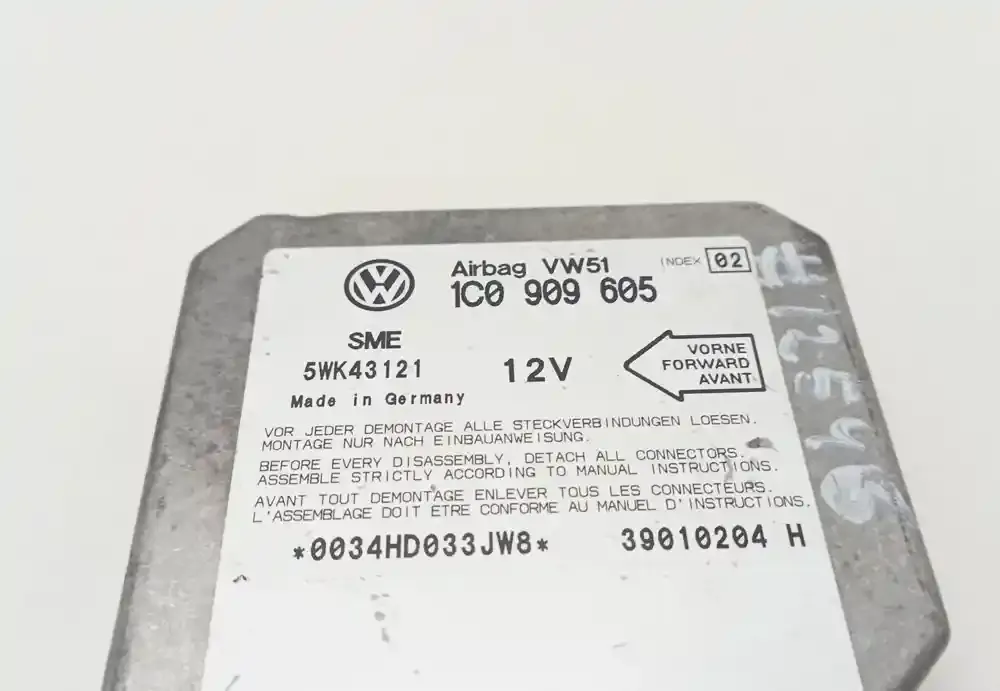 Airbag VW51
INDEX 02
1C0 909 605
SME
5WK43121
12V
VORNE
FORWARD
AVANT
Made in Germany
VOR JEDER DEMONTAGE ALLE STECKVERBINDUNGEN LOESEN.
MONTAGE NUR NACH EINBAUANWEISUNG.
BEFORE EVERY DISASSEMBLY, DETACH ALL CONNECTORS.
ASSEMBLE STRICTLY ACCORDING TO MANUAL INSTRUCTIONS.
AVANT TOUT DEMONTAGE ENLEVER TOUS LES CONNECTEURS.
L'ASSEMBLAGE DOIT ETRE CONFORME AU MANUEL D'INSTRUCTIONS.
*0034HD033JW8*
39010204 H